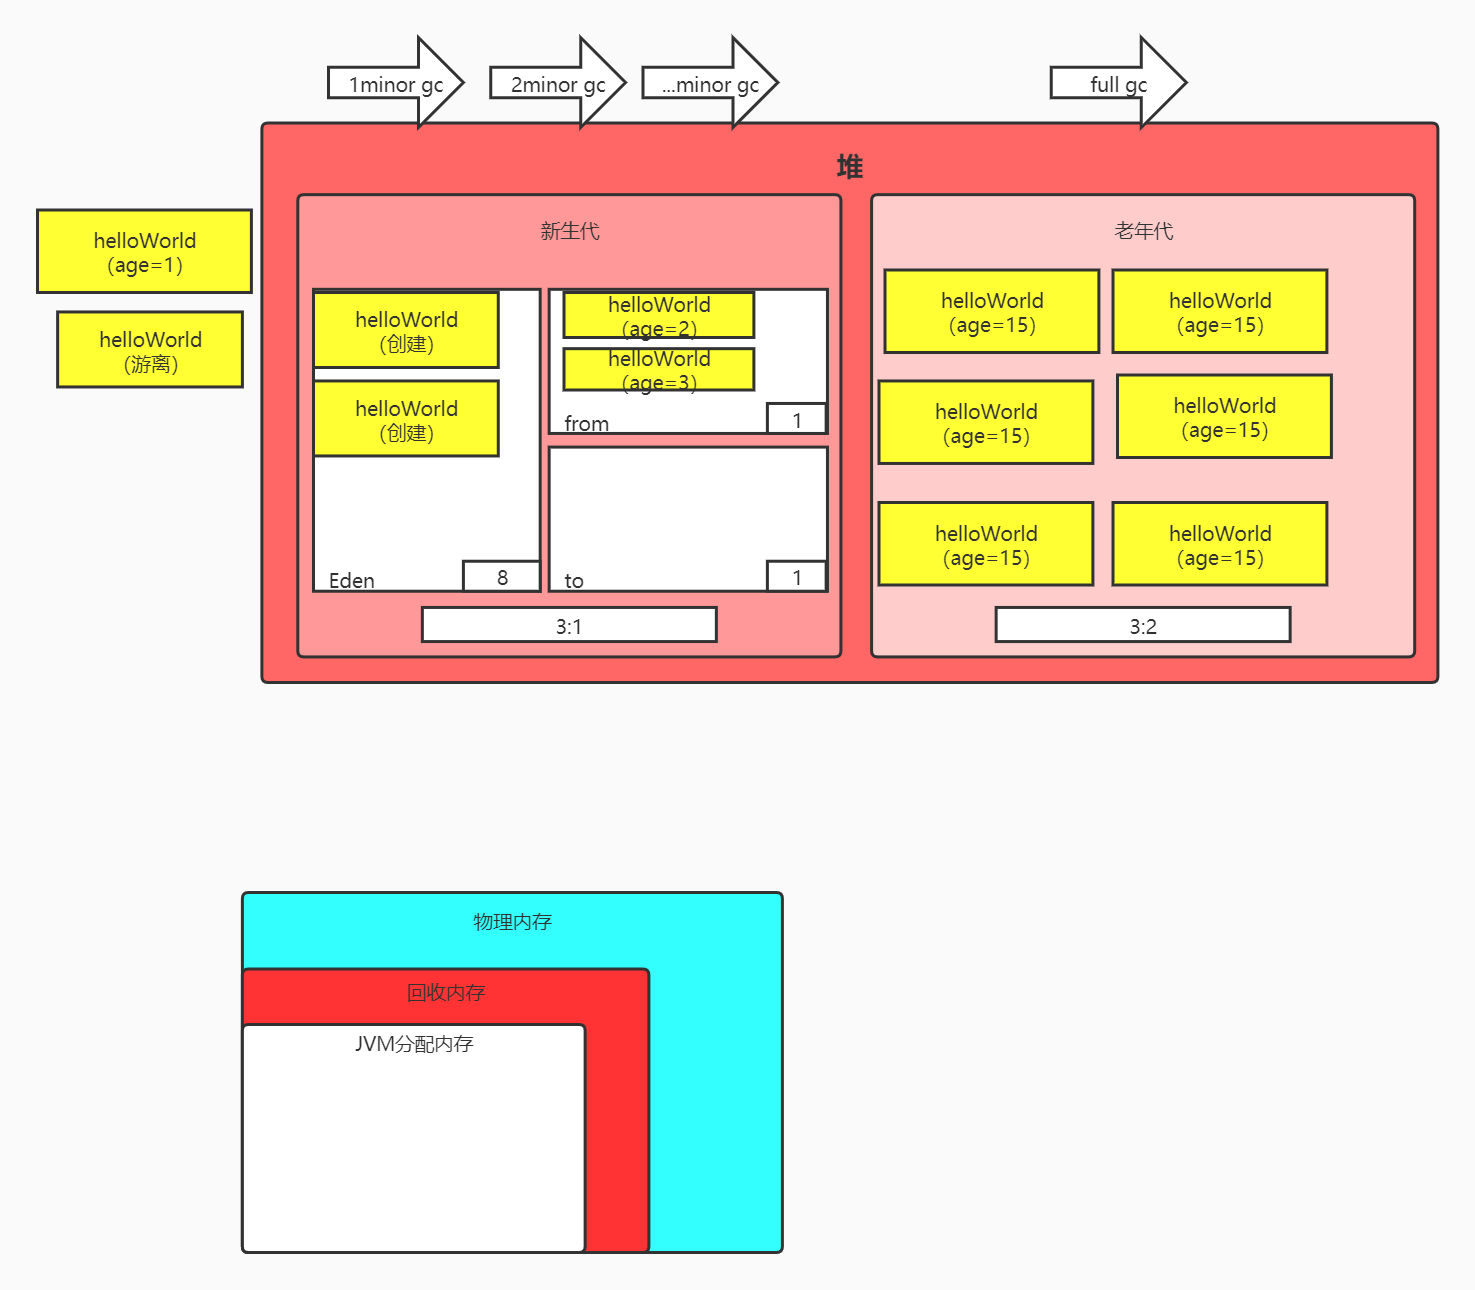 1minor gc
2minor gc
...minor gc
full gc
堆
helloWorld
(age=1)
helloWorld
(游离)
新生代
helloWorld
(创建)
helloWorld
(创建)
Eden
8
helloWorld
(age=2)
helloWorld
(age=3)
from
1
to
1
3:1
老年代
helloWorld
(age=15)
helloWorld
(age=15)
helloWorld
(age=15)
helloWorld
(age=15)
helloWorld
(age=15)
helloWorld
(age=15)
3:2
物理内存
回收内存
JVM分配内存